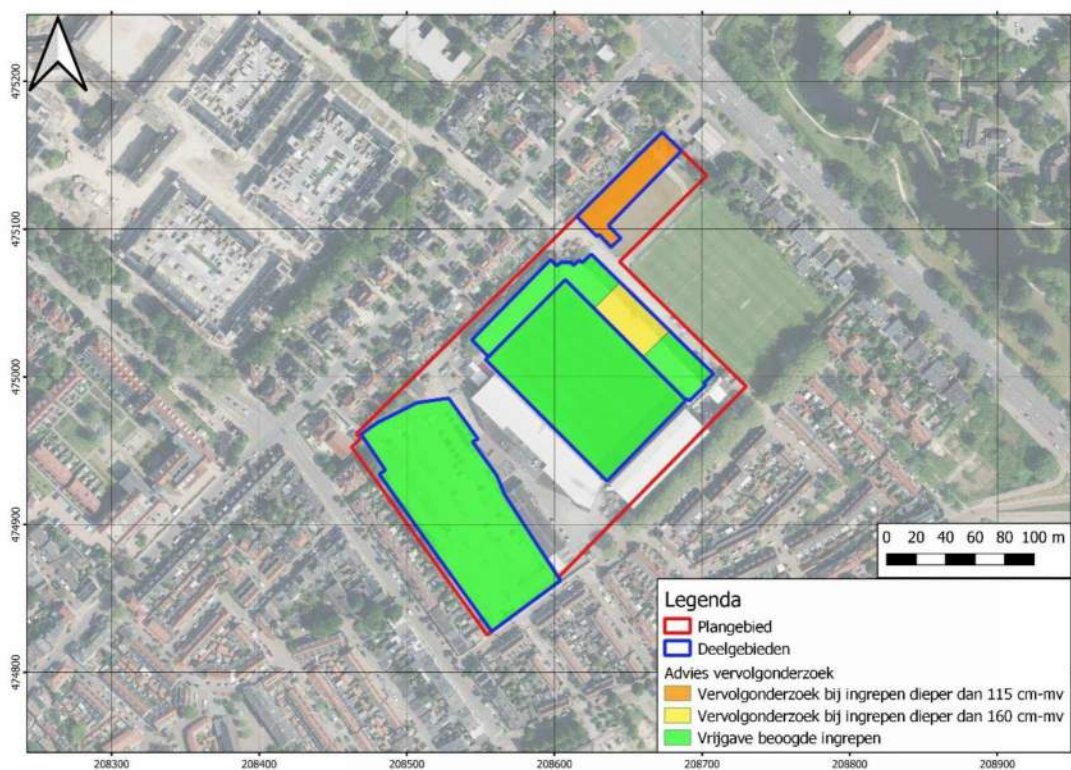 475200
475100
475000
474900
474800
0 20 40 60 80 100 m
Legenda
Plangebied
Deelgebieden
Advies vervolgonderzoek
Vervolgonderzoek bij ingrepen dieper dan 115 cm-mv
Vervolgonderzoek bij ingrepen dieper dan 160 cm-mv
Vrijgave beoogde ingrepen
208300 208400 208500 208600 208700 208800 208900